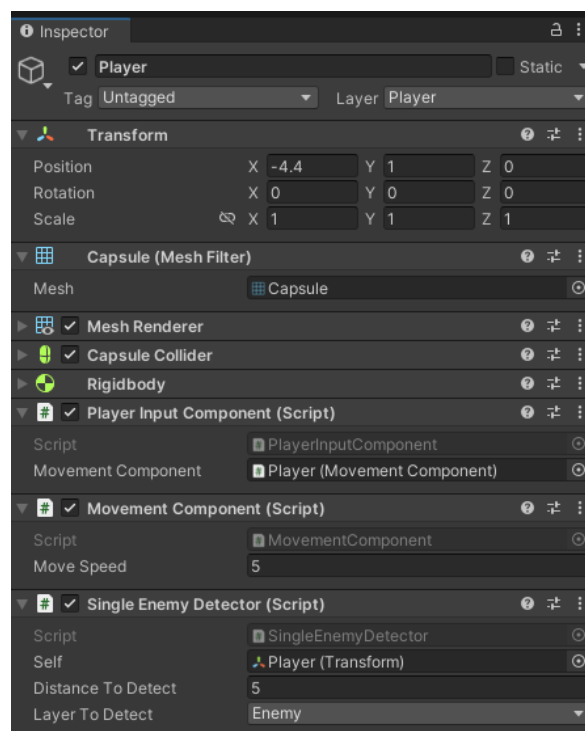 Inspector
Player Static
Tag Untagged Layer Player
Transform
Position X -4.4 Y 1 Z 0
Rotation X 0 Y 0 Z 0
Scale X 1 Y 1 Z 1
Capsule (Mesh Filter)
Mesh Capsule
Mesh Renderer
Capsule Collider
Rigidbody
# Player Input Component (Script)
Script # PlayerInputComponent
Movement Component # Player (Movement Component)
# Movement Component (Script)
Script # MovementComponent
Move Speed 5
# Single Enemy Detector (Script)
Script # SingleEnemyDetector
Self Player (Transform)
Distance To Detect 5
Layer To Detect Enemy